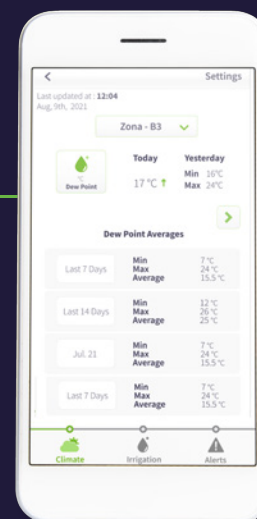 Settings
Last updated at : 12:04
Aug, 9th, 2021
Zona - B3
Today Yesterday
°C
Dew Point
17 °C ↑
Min 16°C
Max 24°C
Dew Point Averages
Last 7 Days
Min 7 °C
Max 24 °C
Average 15.5 °C
Last 14 Days
Min 12 °C
Max 26 °C
Average 25 °C
Jul. 21
Min 7 °C
Max 24 °C
Average 15.5 °C
Last 7 Days
Min 7 °C
Max 24 °C
Average 15.5 °C
Climate Irrigation Alerts